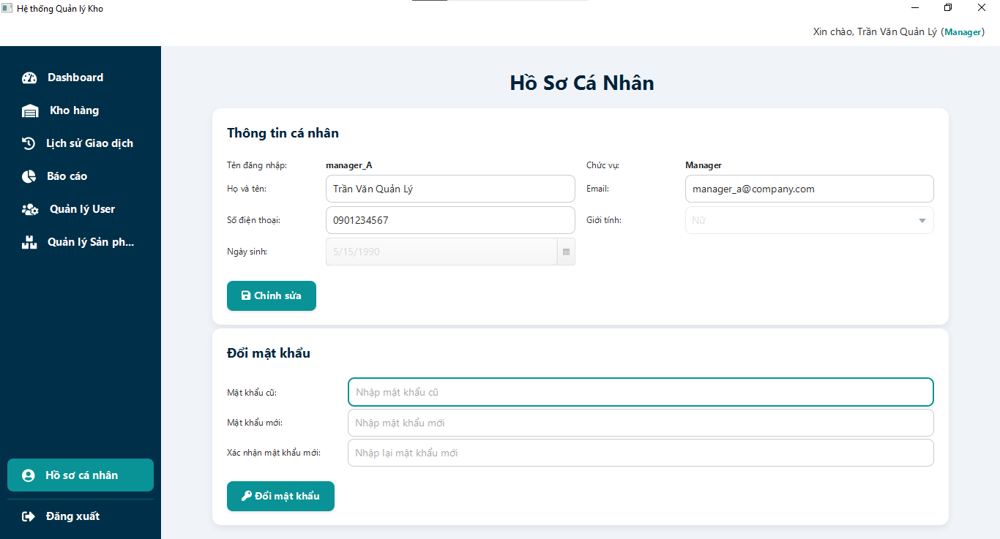 Hệ thống Quản lý Kho
Xin chào, Trần Văn Quản Lý (Manager)
Dashboard
Kho hàng
Lịch sử Giao dịch
Báo cáo
Quản lý User
Quản lý Sản ph...
Hồ sơ cá nhân
Đăng xuất
Hồ Sơ Cá Nhân
Thông tin cá nhân
Tên đăng nhập: manager_A Chức vụ: Manager
Họ và tên: Trần Văn Quản Lý Email: manager_a@company.com
Số điện thoại: 0901234567 Giới tính: Nữ
Ngày sinh: 5/15/1990
Chỉnh sửa
Đổi mật khẩu
Mật khẩu cũ: Nhập mật khẩu cũ
Mật khẩu mới: Nhập mật khẩu mới
Xác nhận mật khẩu mới: Nhập lại mật khẩu mới
Đổi mật khẩu